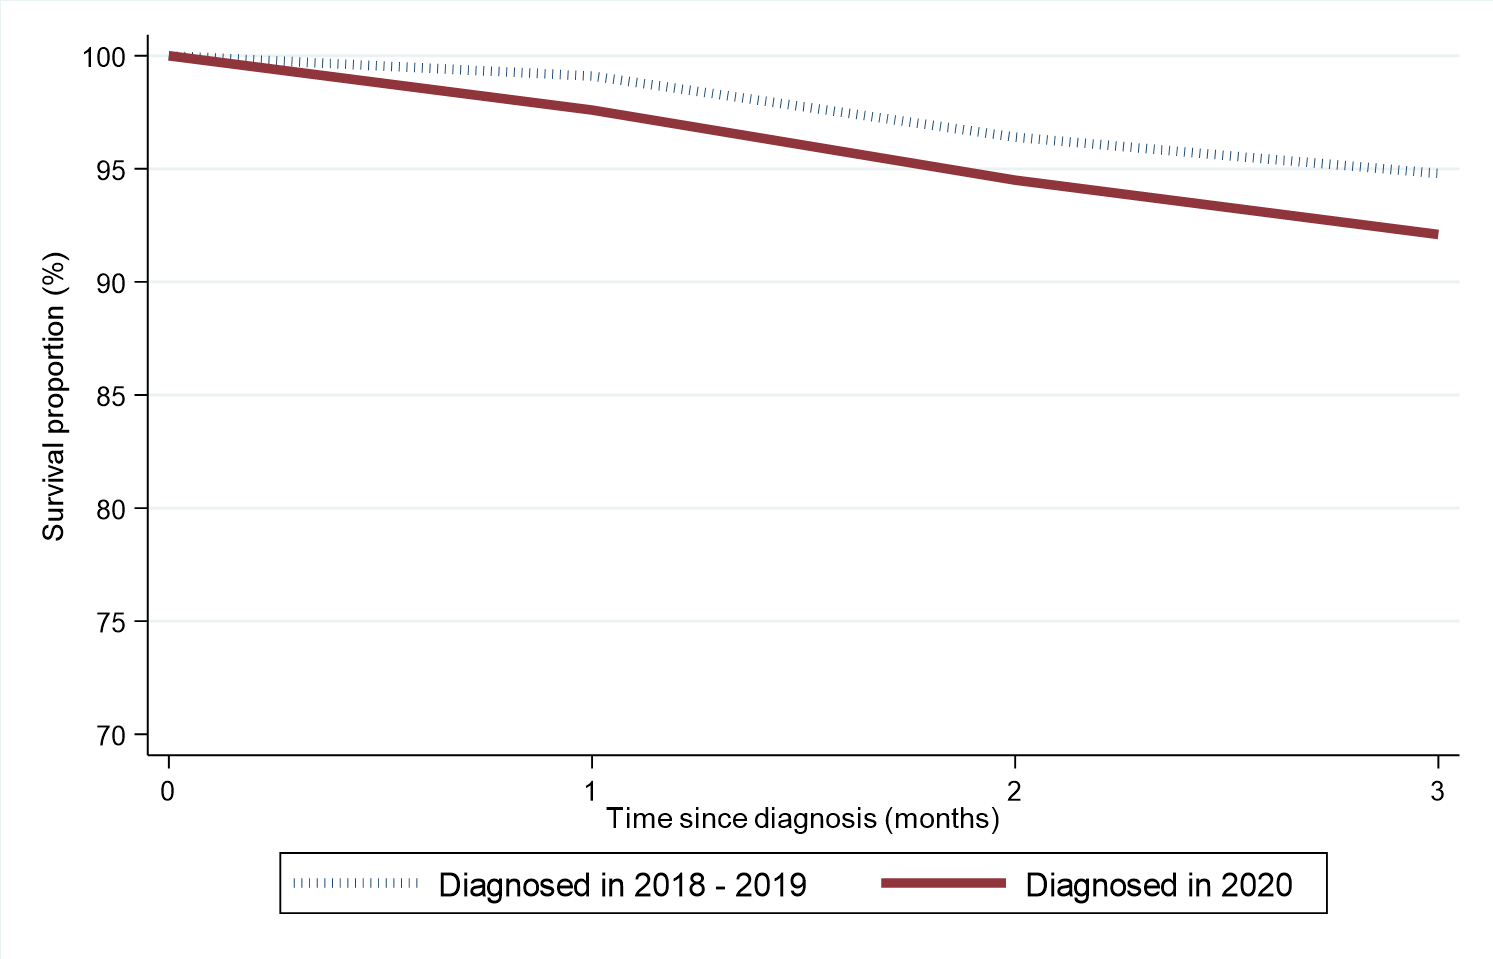 100
95
90
85
80
75
70
Survival proportion (%)
0 1 2 3
Time since diagnosis (months)
Diagnosed in 2018 - 2019 Diagnosed in 2020